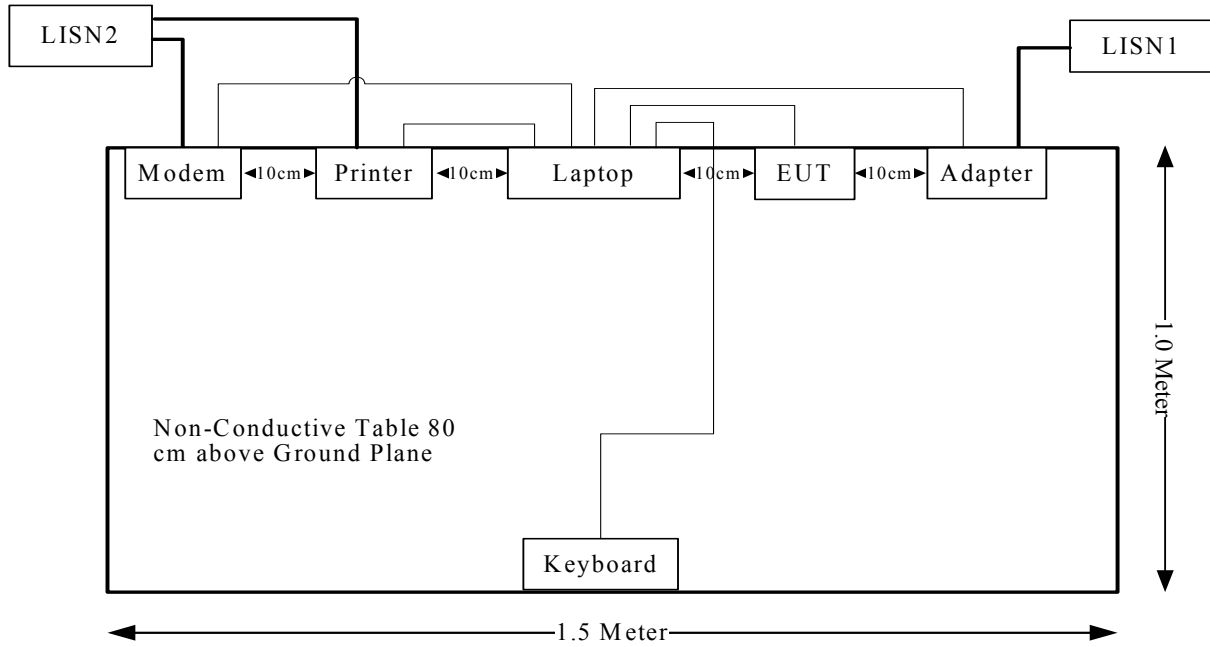 LISN2
LISN1
Modem
10cm
Printer
10cm
Laptop
10cm
EUT
10cm
Adapter
1.0 Meter
Non-Conductive Table 80
cm above Ground Plane
Keyboard
1.5 Meter